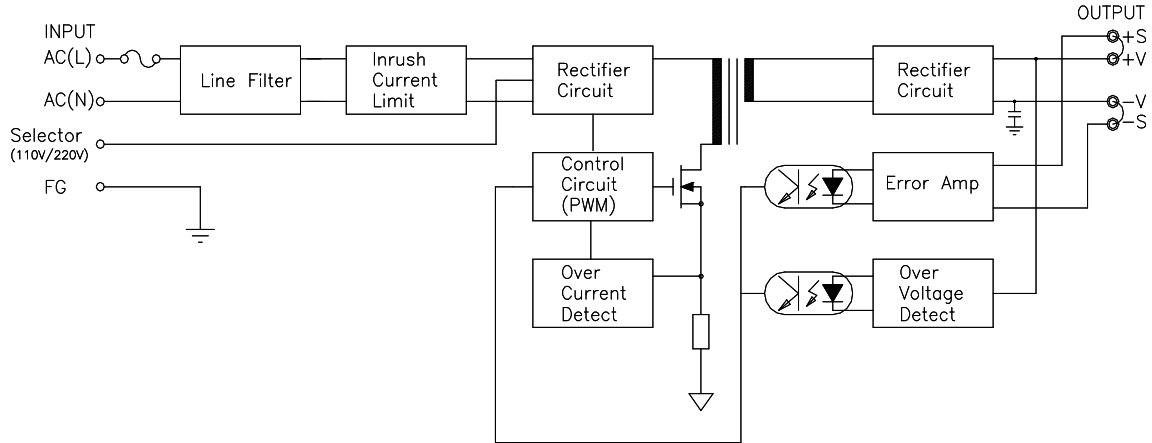 INPUT
AC(L)
AC(N)
Selector
(110V/220V)
FG
Line Filter
Inrush
Current
Limit
Rectifier
Circuit
Control
Circuit
(PWM)
Over
Current
Detect
Rectifier
Circuit
Error Amp
Over
Voltage
Detect
OUTPUT
+S
+V
-V
-S